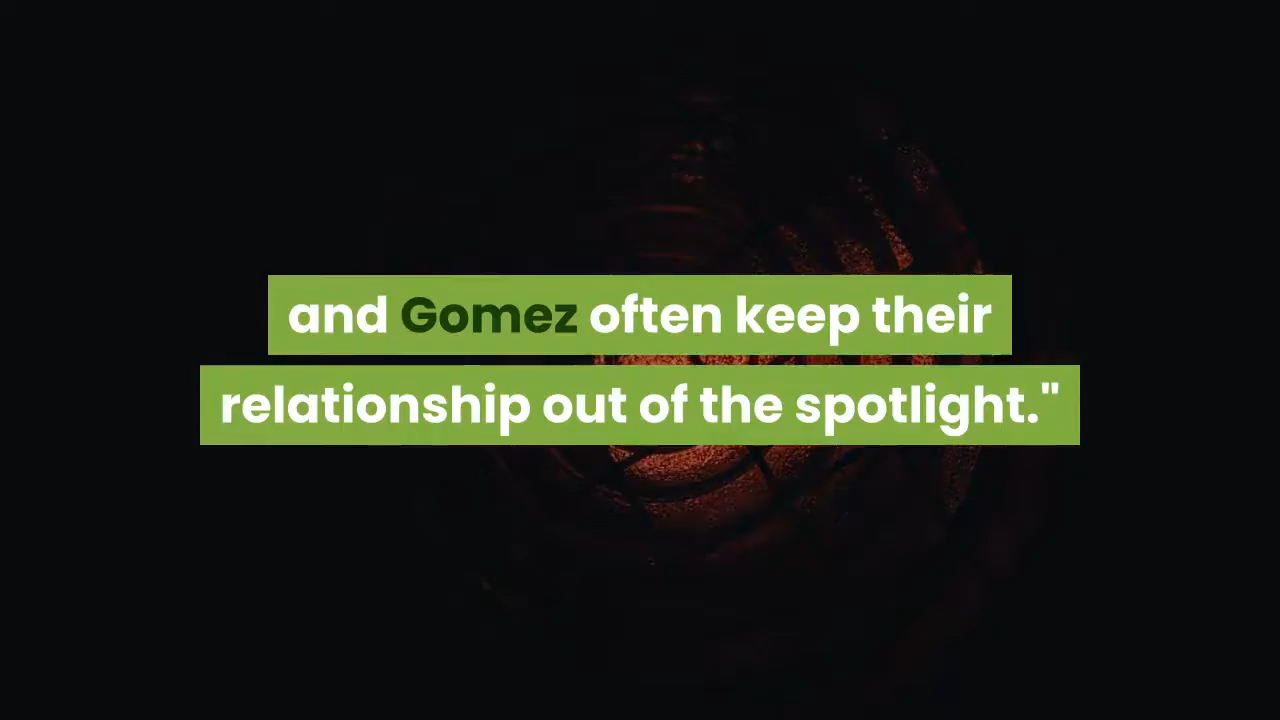 and Gomez often keep their
relationship out of the spotlight."